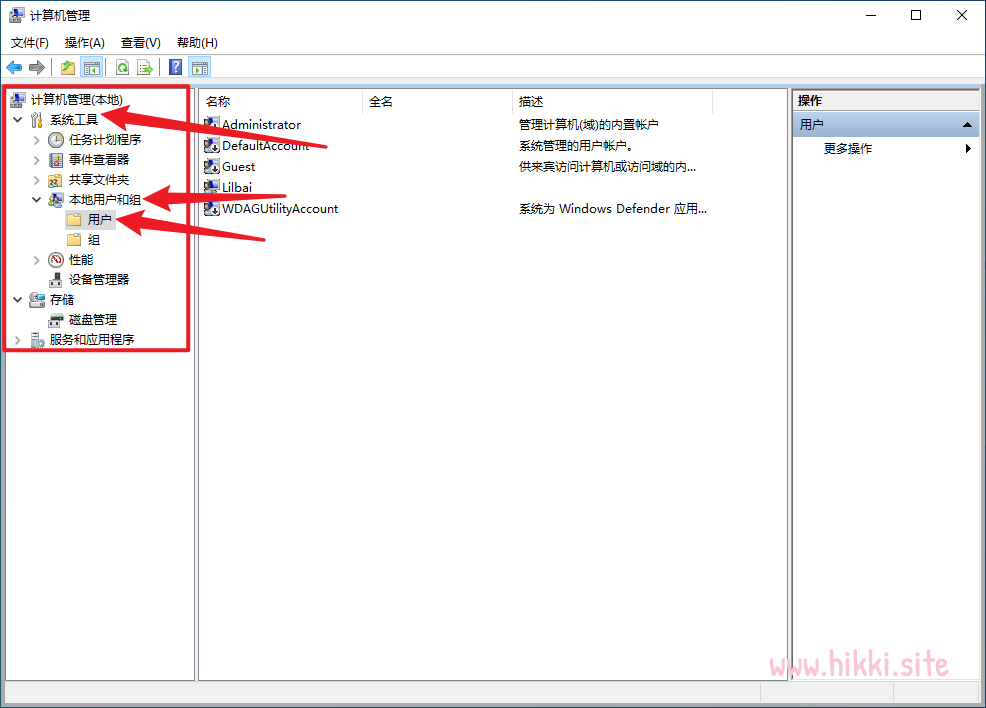 计算机管理
文件(F) 操作(A) 查看(V) 帮助(H)
计算机管理(本地)
系统工具
任务计划程序
事件查看器
共享文件夹
本地用户和组
用户
组
性能
设备管理器
存储
磁盘管理
服务和应用程序
名称 全名 描述
Administrator 管理计算机(域)的内置帐户
DefaultAccount 系统管理的用户帐户。
Guest 供来宾访问计算机或访问域的内...
Lilbai
WDAGUtilityAccount 系统为 Windows Defender 应用...
操作
用户
更多操作
www.hikki.site